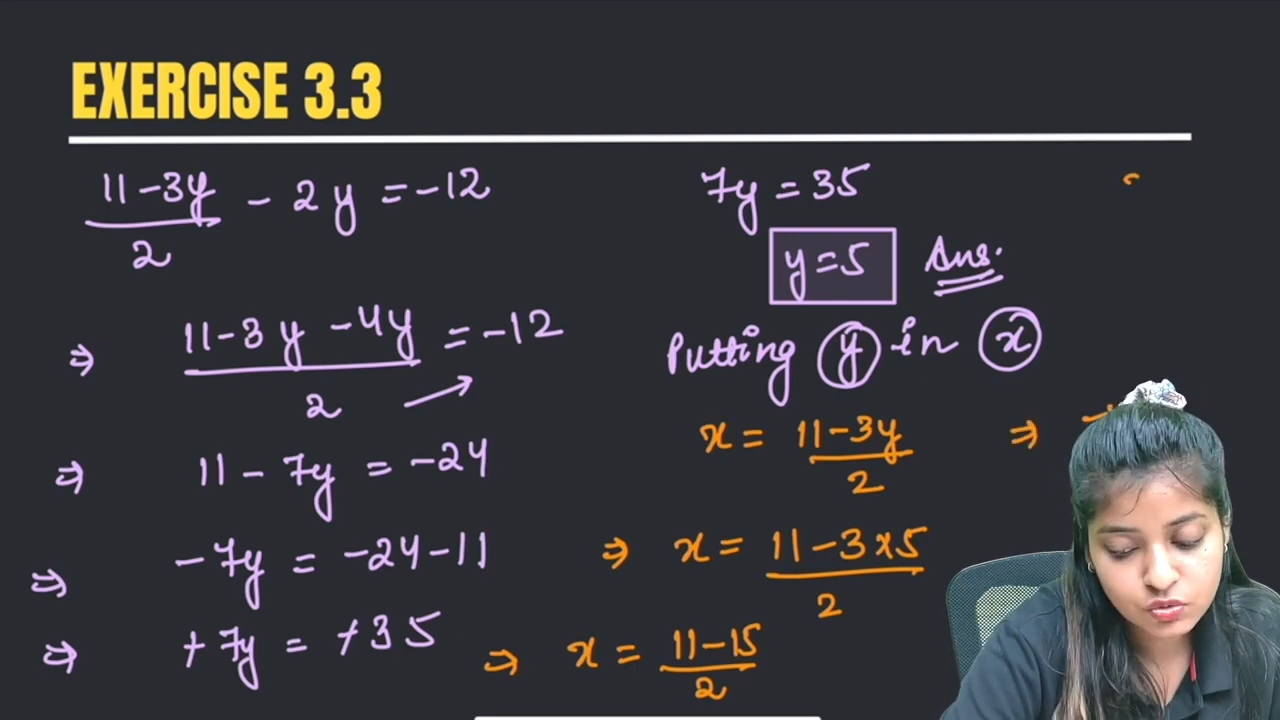 EXERCISE 3.3
11-3y/2 - 2y = -12
⇒ 11-3y-4y/2 = -12
⇒ 11-7y = -24
⇒ -7y = -24-11
⇒ +7y = +35
7y = 35
y=5 Ans.
Putting y in x
x = 11-3y/2 ⇒
⇒ x = 11-3×5/2
⇒ x = 11-15/2